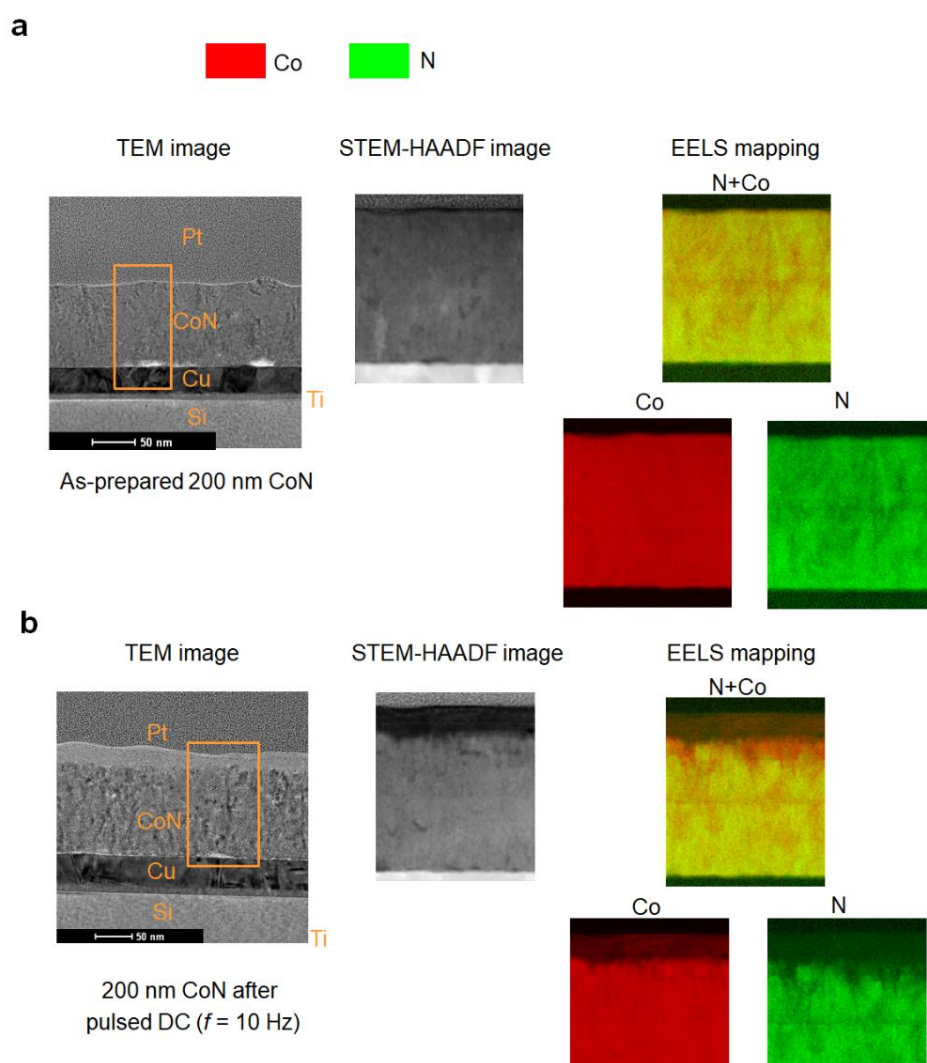 a
Co N
TEM image STEM-HAADF image EELS mapping
N+Co
Pt
CoN
Cu
Ti
Si
50 nm
Co N
As-prepared 200 nm CoN
b
TEM image STEM-HAADF image EELS mapping
N+Co
Pt
CoN
Cu
Si
Ti
50 nm
Co N
200 nm CoN after
pulsed DC (f = 10 Hz)